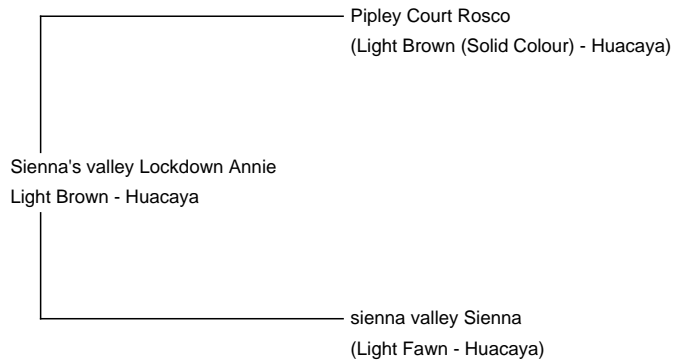 Pipley Court Rosco
(Light Brown (Solid Colour) - Huacaya)
Sienna's valley Lockdown Annie
Light Brown - Huacaya
sienna valley Sienna
(Light Fawn - Huacaya)